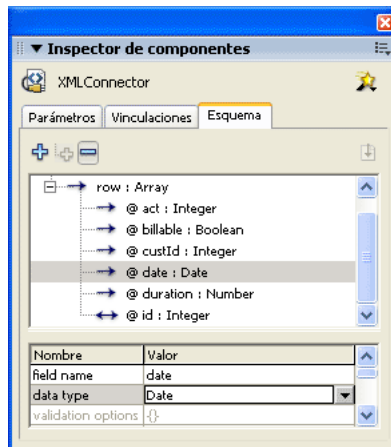 Inspector de componentes
XMLConnector
Parámetros Vinculaciones Esquema
row : Array
@ act : Integer
@ billable : Boolean
@ custId : Integer
@ date : Date
@ duration : Number
@ id : Integer
Nombre Valor
field name date
data type Date
validation options {}